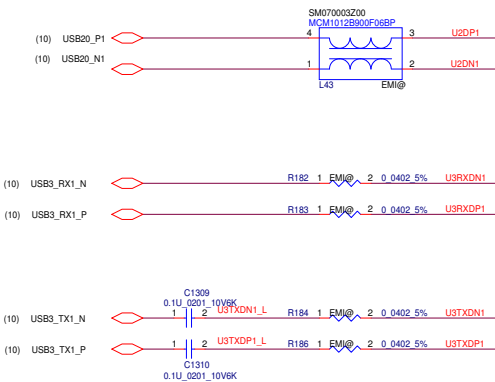 SM070003Z00
MCM1012B900F06BP
(10) USB20_P1 4 3 U2DP1
(10) USB20_N1 1 2 U2DN1
L43 EMI@
(10) USB3_RX1_N R182 1 EMI@ 2 0_0402_5% U3RXDN1
(10) USB3_RX1_P R183 1 EMI@ 2 0_0402_5% U3RXDP1
C1309
0.1U_0201_10V6K
(10) USB3_TX1_N 1 2 U3TXDN1_L R184 1 EMI@ 2 0_0402_5% U3TXDN1
(10) USB3_TX1_P 1 2 U3TXDP1_L R186 1 EMI@ 2 0_0402_5% U3TXDP1
C1310
0.1U_0201_10V6K